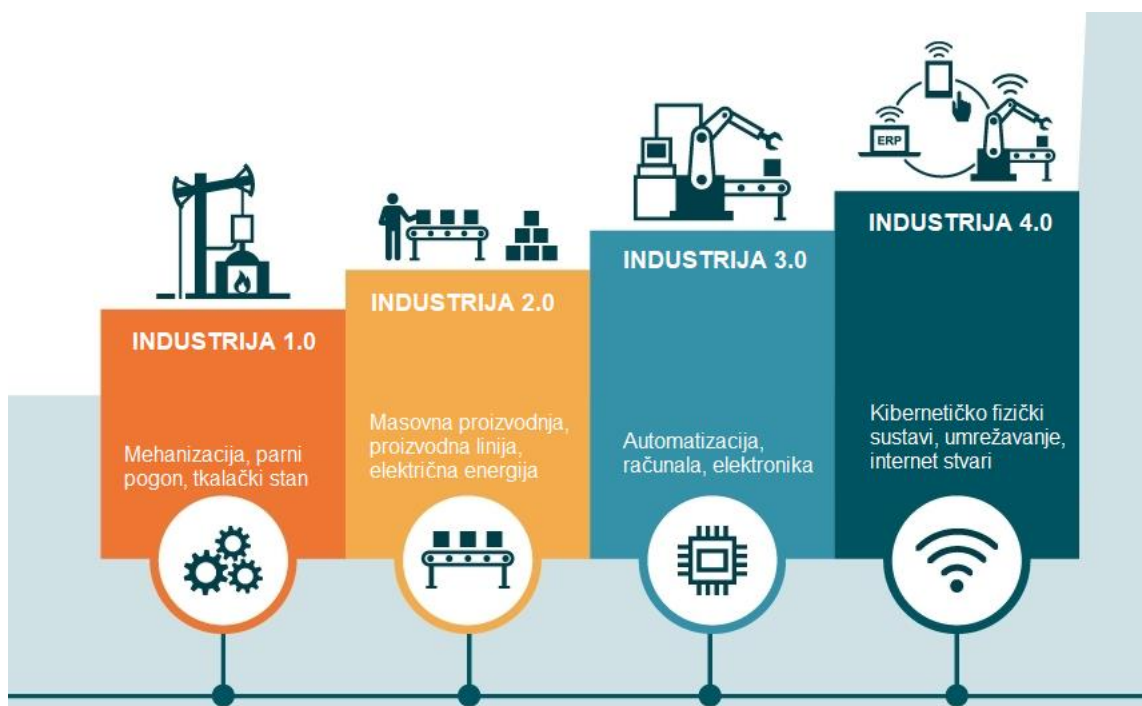 INDUSTRIJA 1.0
Mehanizacija, parni
pogon, tkalački stan
INDUSTRIJA 2.0
Masovna proizvodnja,
proizvodna linija,
električna energija
INDUSTRIJA 3.0
Automatizacija,
računala, elektronika
ERP
INDUSTRIJA 4.0
Kibernetičko fizički
sustavi, umrežavanje,
internet stvari